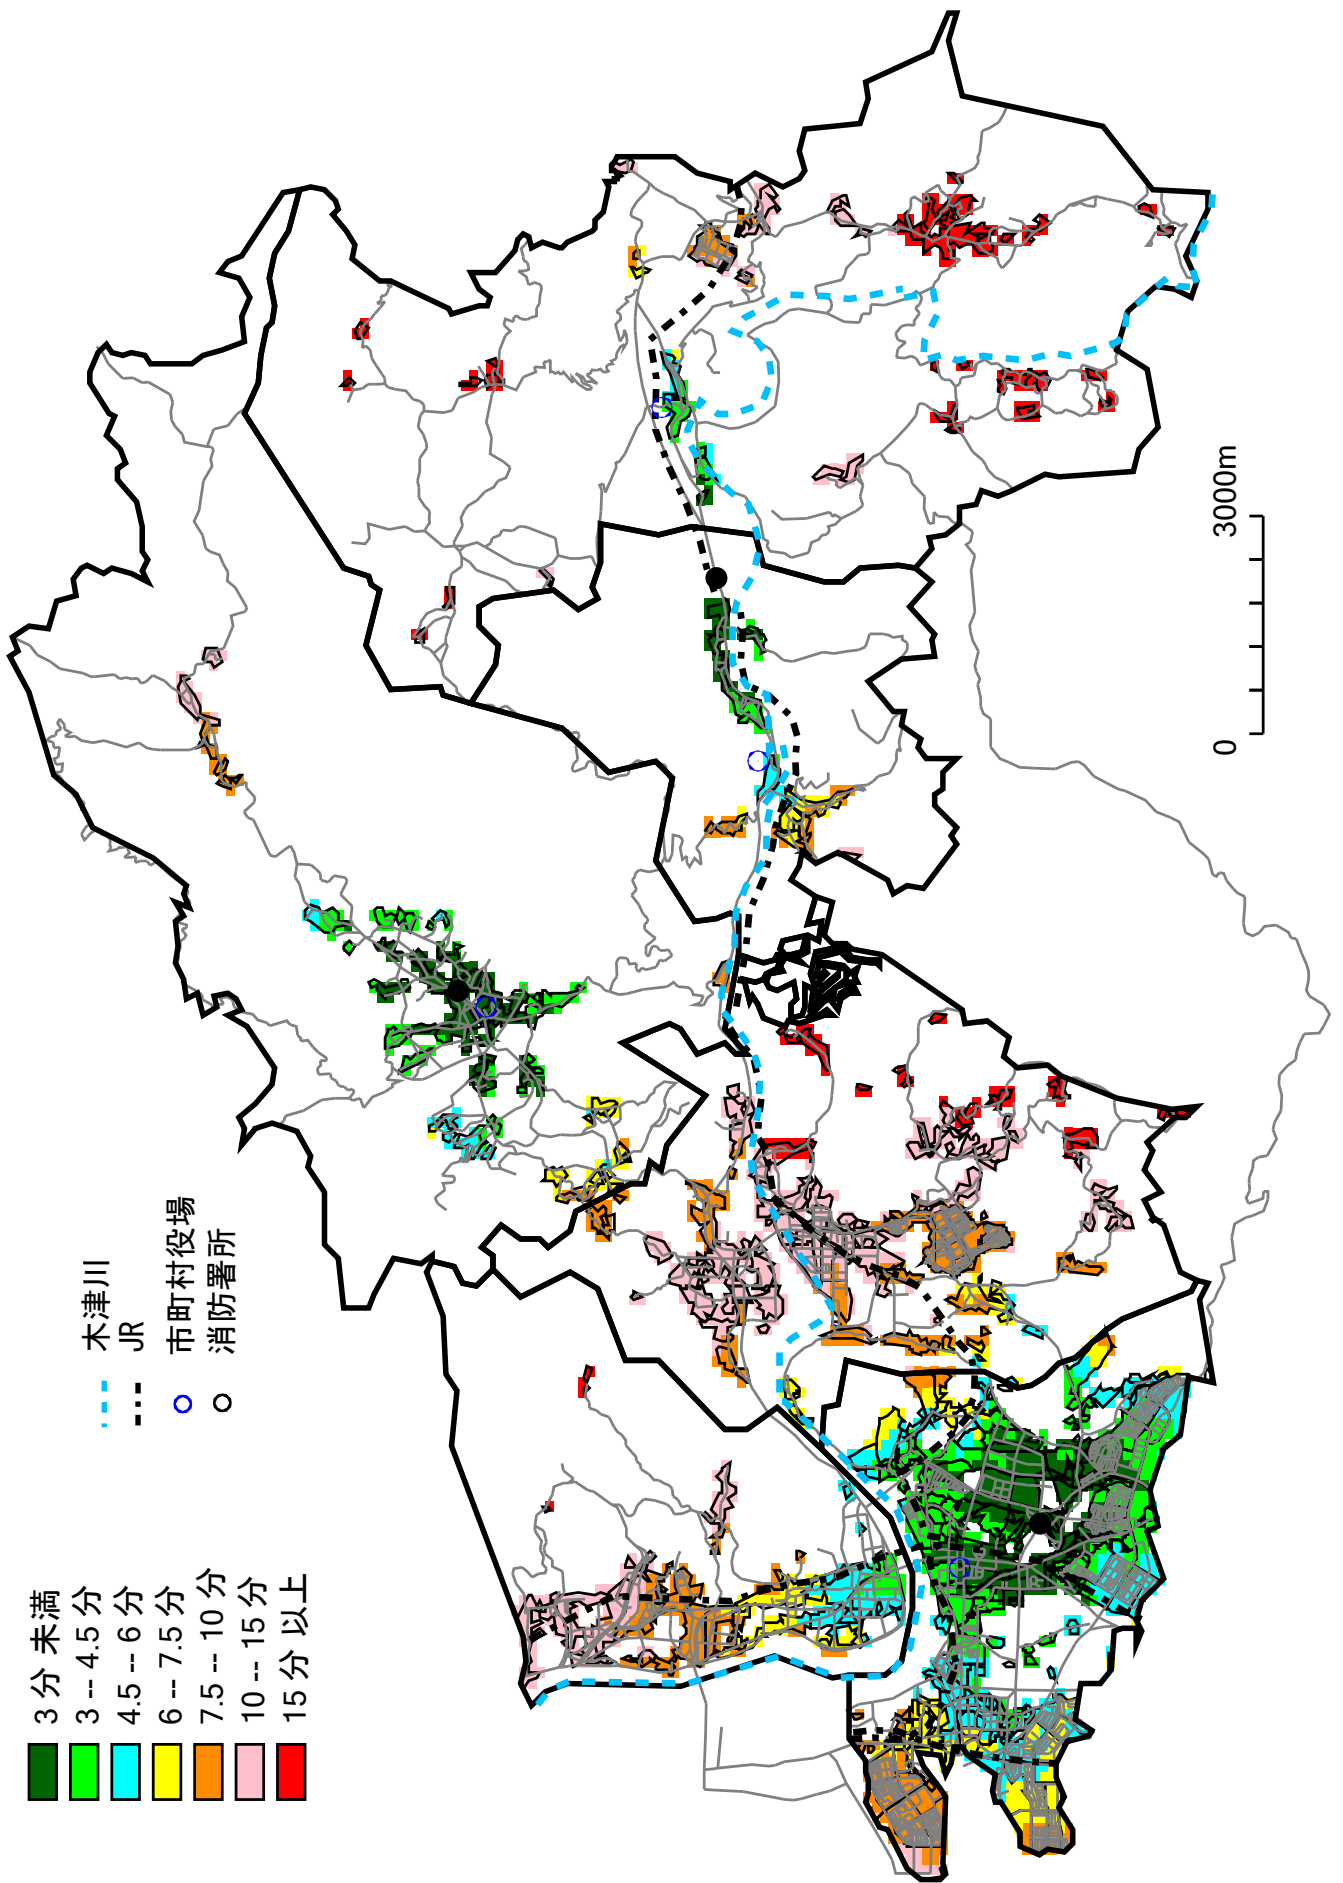 3 分 未満
3 -- 4.5 分
4.5 -- 6 分
6 -- 7.5 分
7.5 -- 10 分
10 -- 15 分
15 分 以上
木津川
JR
市町村役場
消防署所
0 3000m